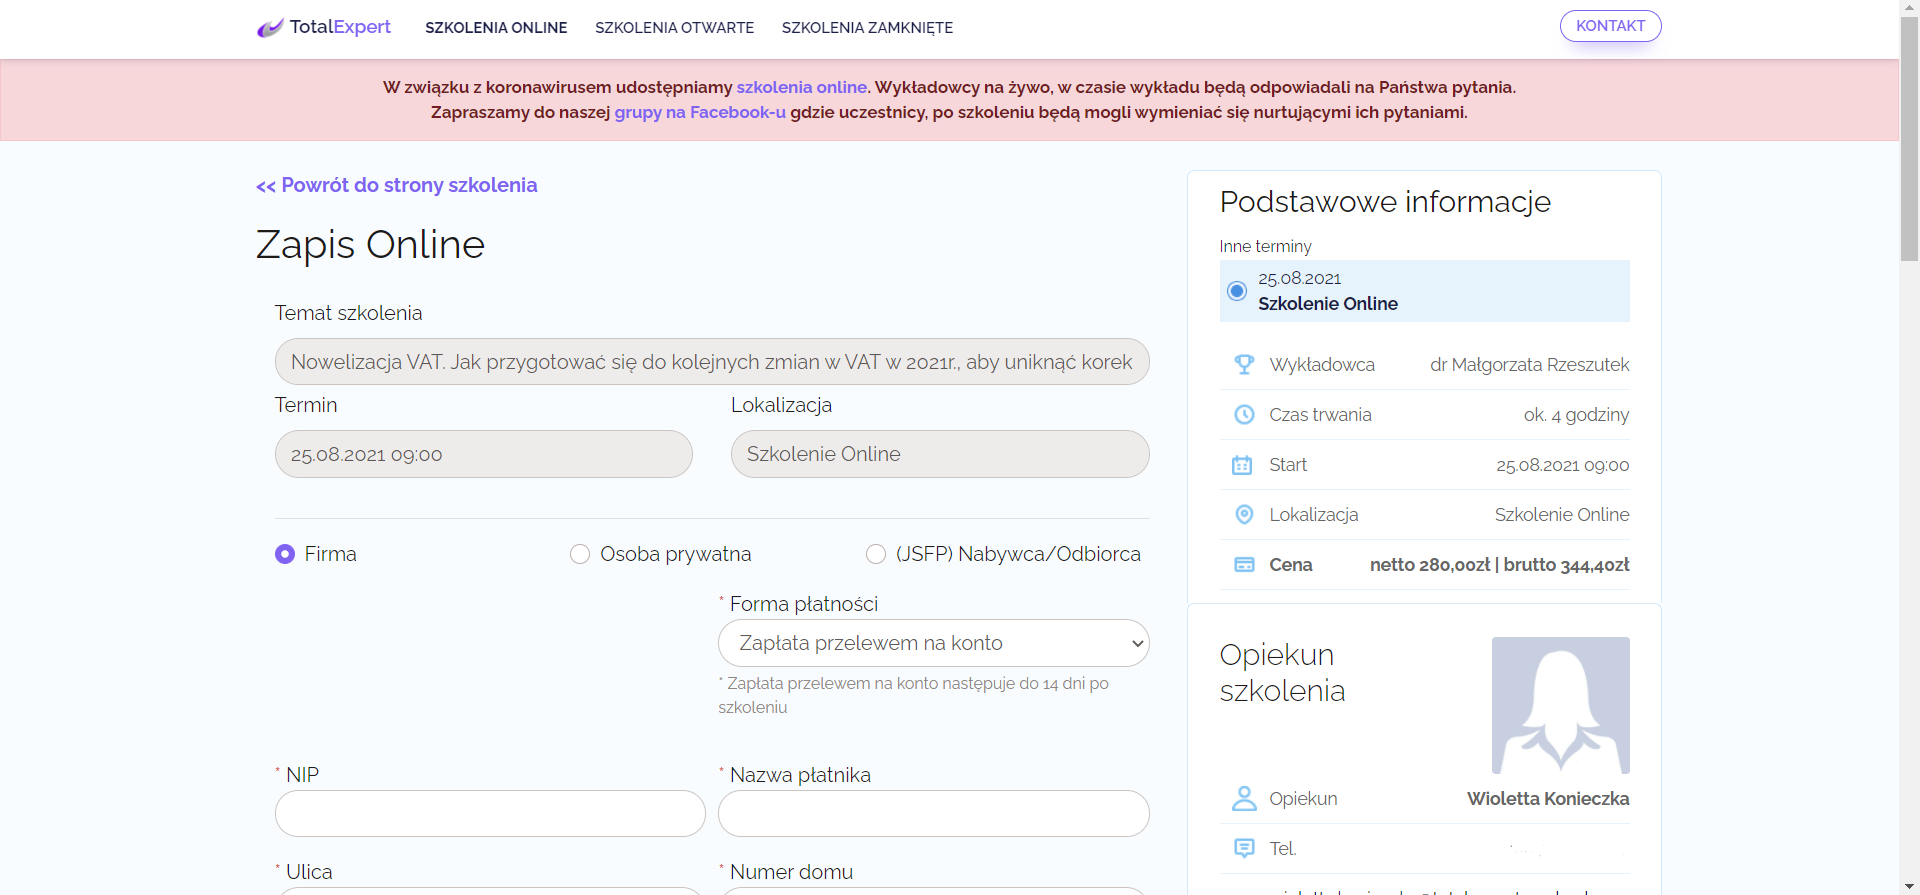 TotalExpert
SZKOLENIA ONLINE
SZKOLENIA OTWARTE
SZKOLENIA ZAMKNIĘTE
KONTAKT
W związku z koronawirusem udostępniamy szkolenia online. Wykładowcy na żywo, w czasie wykładu będą odpowiadali na Państwa pytania.
Zapraszamy do naszej grupy na Facebook-u gdzie uczestnicy, po szkoleniu będą mogli wymieniać się nurtującymi ich pytaniami.
<< Powrót do strony szkolenia
Zapis Online
Temat szkolenia
Nowelizacja VAT. Jak przygotować się do kolejnych zmian w VAT w 2021r., aby uniknąć korek
Termin
Lokalizacja
25.08.2021 09:00
Szkolenie Online
Firma
Osoba prywatna
(JSFP) Nabywca/Odbiorca
* Forma płatności
Zapłata przelewem na konto
* Zapłata przelewem na konto następuje do 14 dni po
szkoleniu
* NIP
* Nazwa płatnika
* Ulica
* Numer domu
Podstawowe informacje
Inne terminy
25.08.2021
Szkolenie Online
Wykładowca
dr Małgorzata Rzeszutek
Czas trwania
ok. 4 godziny
Start
25.08.2021 09:00
Lokalizacja
Szkolenie Online
Cena
netto 280,00zł | brutto 344,40zł
Opiekun
szkolenia
Opiekun
Wioletta Konieczka
Tel.